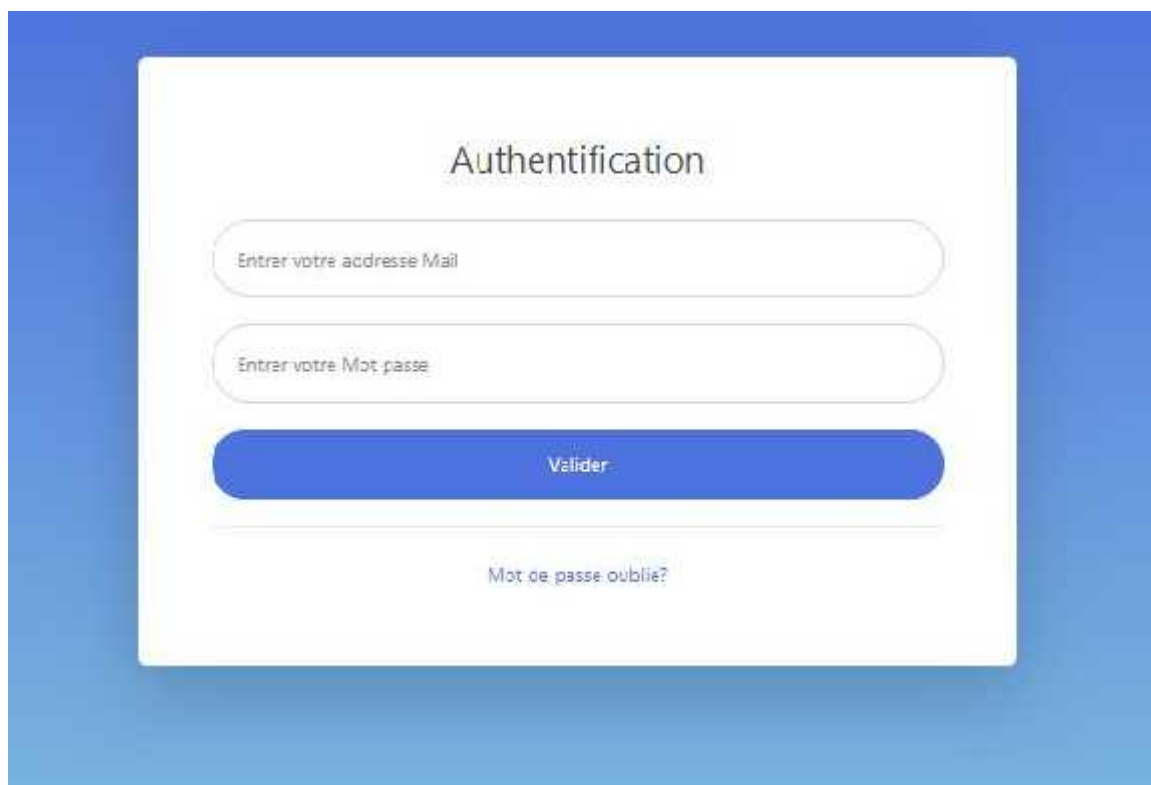 Authentification
Entrer votre addresse Mail
Entrer votre Mot passe
Valider
Mot de passe oublie?